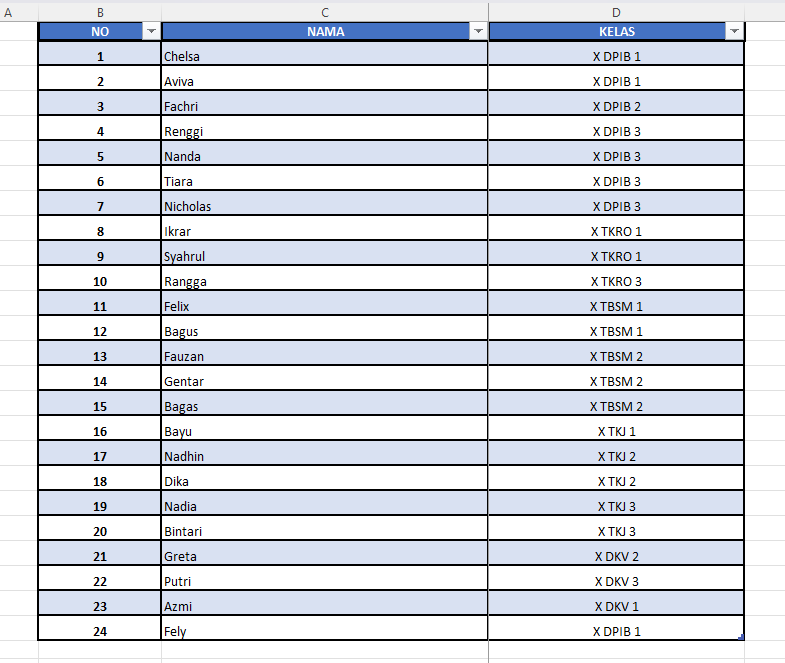 A B C D
NO NAMA KELAS
1 Chelsa X DPIB 1
2 Aviva X DPIB 1
3 Fachri X DPIB 2
4 Renggi X DPIB 3
5 Nanda X DPIB 3
6 Tiara X DPIB 3
7 Nicholas X DPIB 3
8 Ikrar X TKRO 1
9 Syahrul X TKRO 1
10 Rangga X TKRO 3
11 Felix X TBSM 1
12 Bagus X TBSM 1
13 Fauzan X TBSM 2
14 Gentar X TBSM 2
15 Bagas X TBSM 2
16 Bayu X TKJ 1
17 Nadhin X TKJ 2
18 Dika X TKJ 2
19 Nadia X TKJ 3
20 Bintari X TKJ 3
21 Greta X DKV 2
22 Putri X DKV 3
23 Azmi X DKV 1
24 Fely X DPIB 1